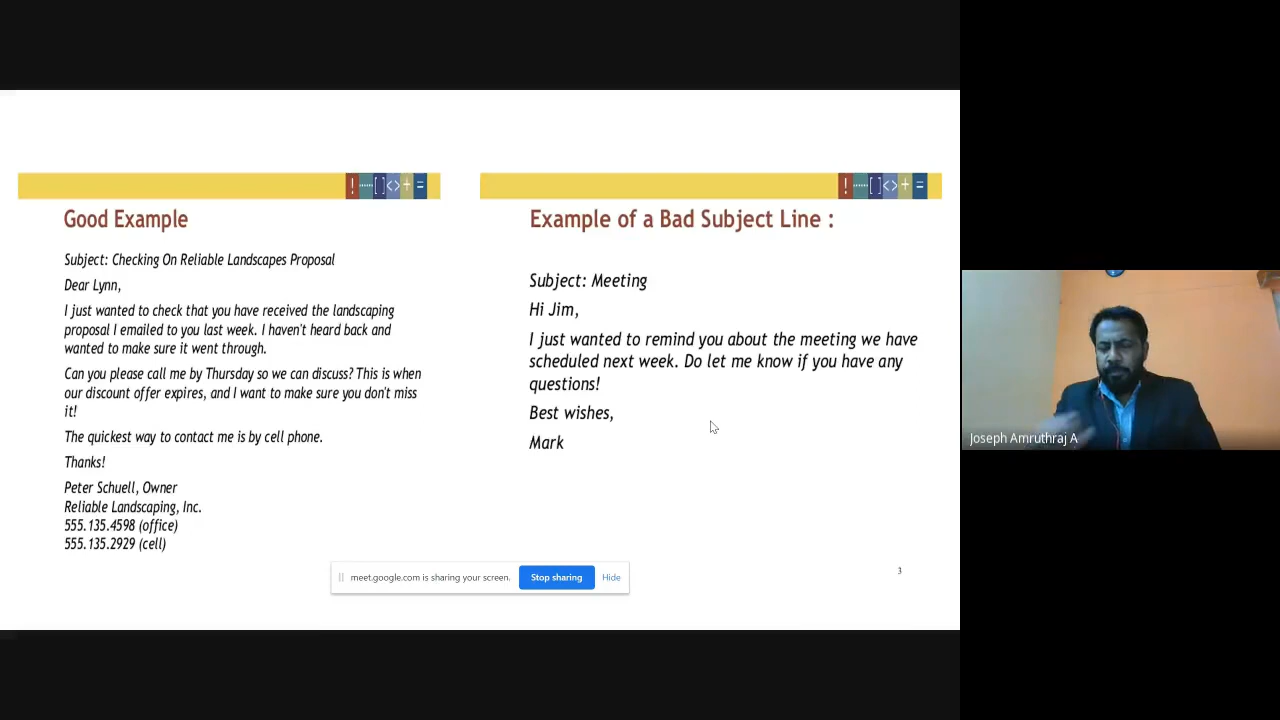 Good Example
Subject: Checking On Reliable Landscapes Proposal
Dear Lynn,
I just wanted to check that you have received the landscaping
proposal I emailed to you last week. I haven't heard back and
wanted to make sure it went through.
Can you please call me by Thursday so we can discuss? This is when
our discount offer expires, and I want to make sure you don't miss
it!
The quickest way to contact me is by cell phone.
Thanks!
Peter Schuell, Owner
Reliable Landscaping, Inc.
555.135.4598 (office)
555.135.2929 (cell)
Example of a Bad Subject Line :
Subject: Meeting
Hi Jim,
I just wanted to remind you about the meeting we have
scheduled next week. Do let me know if you have any
questions!
Best wishes,
Mark
3
meet.google.com is sharing your screen. Stop sharing Hide
Joseph Amruthraj A